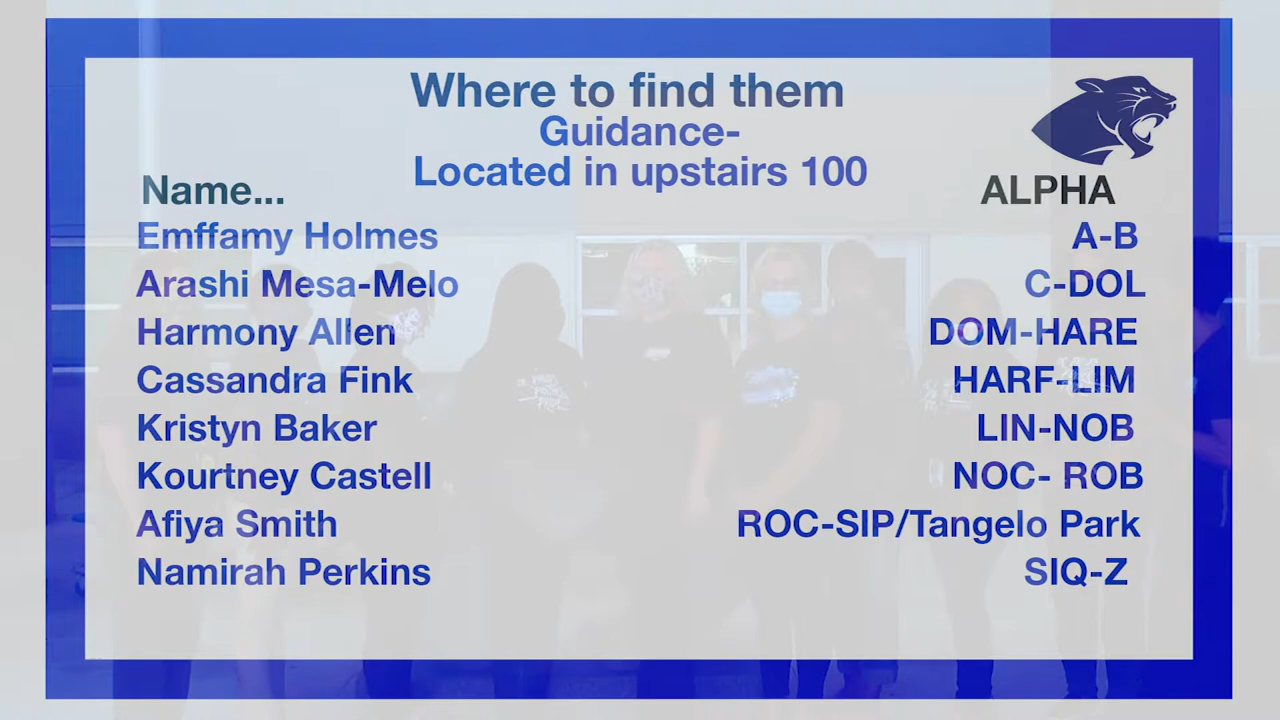 Where to find them
Guidance-
Located in upstairs 100
Name... ALPHA
Emffamy Holmes A-B
Arashi Mesa-Melo C-DOL
Harmony Allen DOM-HARE
Cassandra Fink HARF-LIM
Kristyn Baker LIN-NOB
Kourtney Castell NOC- ROB
Afiya Smith ROC-SIP/Tangelo Park
Namirah Perkins SIQ-Z